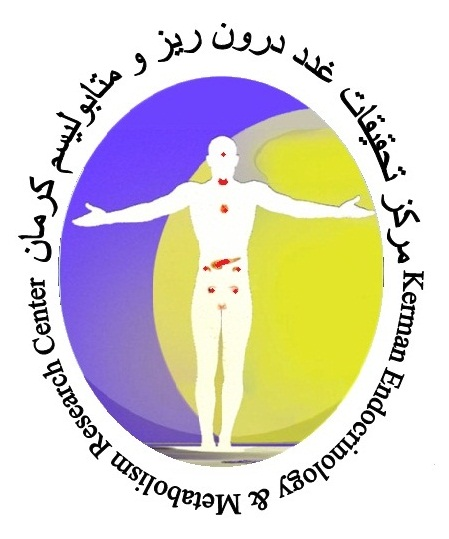 مرکز تحقیقات غدد درون ریز و متابولیسم کرمان
Kerman Endocrinology & Metabolism Research Center